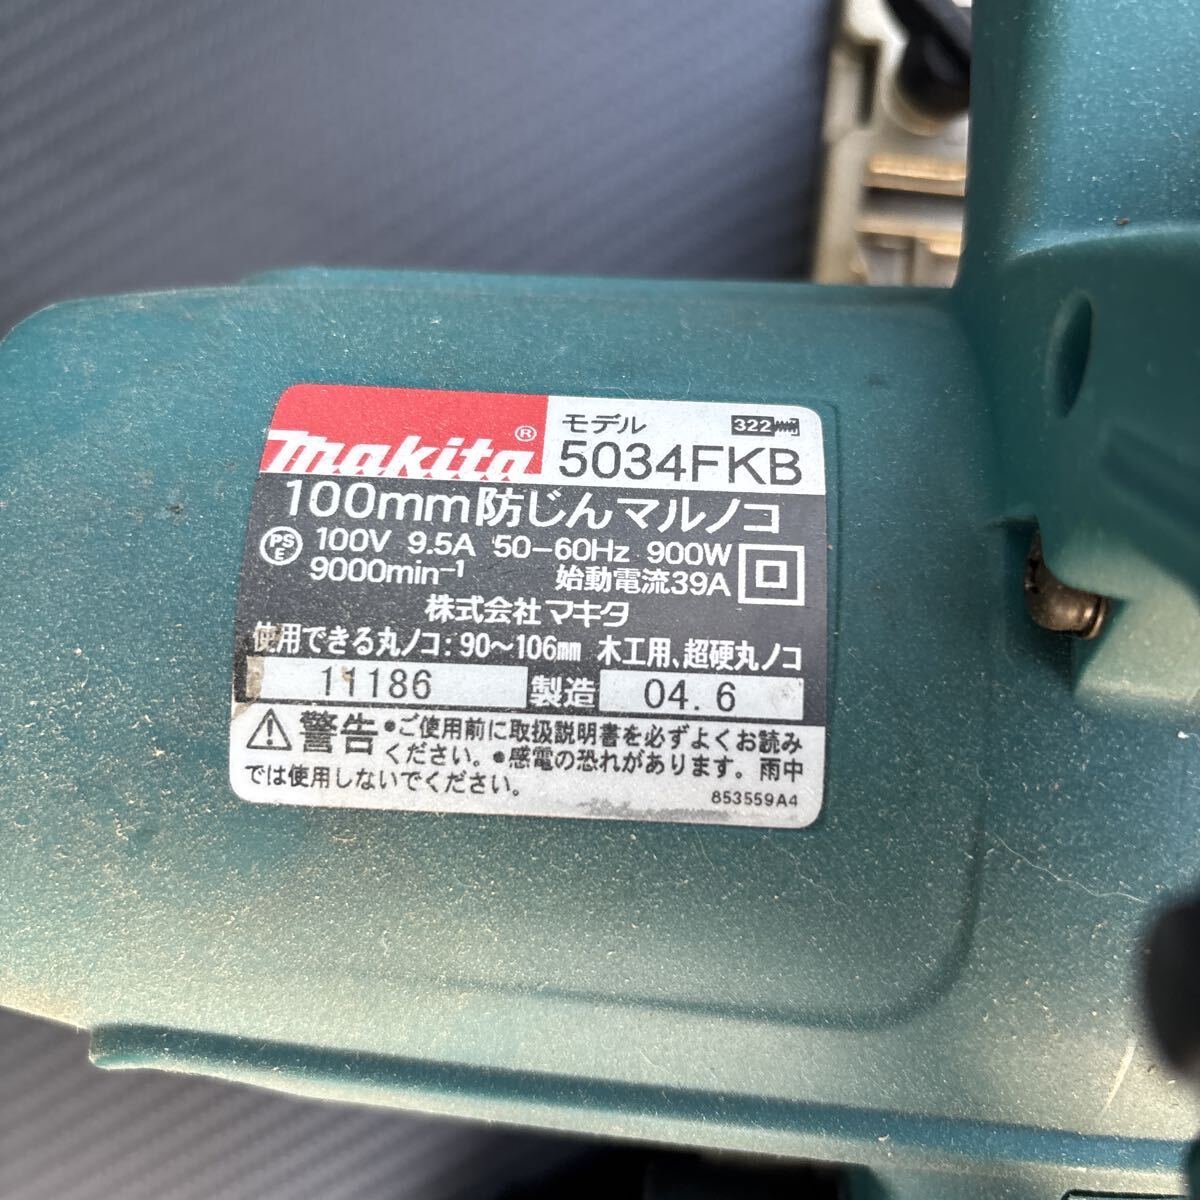 makita®
モデル 322
5034FKB
100mm防じんマルノコ
PSE 100V 9.5A 50-60Hz 900W
9000min⁻¹ 始動電流39A
株式会社マキタ
使用できる丸ノコ:90〜106mm 木工用、超硬丸ノコ
11186 製造 04.6
警告 ●ご使用前に取扱説明書を必ずよくお読み
ください。●感電の恐れがあります。雨中
では使用しないでください。
853559A4